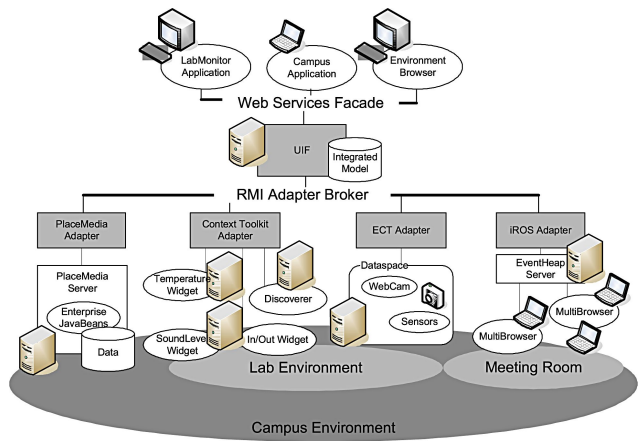 LabMonitor
Application
Campus
Application
Environment
Browser
Web Services Facade
UIF
Integrated
Model
RMI Adapter Broker
PlaceMedia
Adapter
Context Toolkit
Adapter
ECT Adapter
iROS Adapter
PlaceMedia
Server
Enterprise
JavaBeans
Data
Temperature
Widget
Discoverer
SoundLevel
Widget
In/Out Widget
Dataspace
WebCam
Sensors
EventHeap
Server
MultiBrowser
MultiBrowser
Lab Environment
Meeting Room
Campus Environment